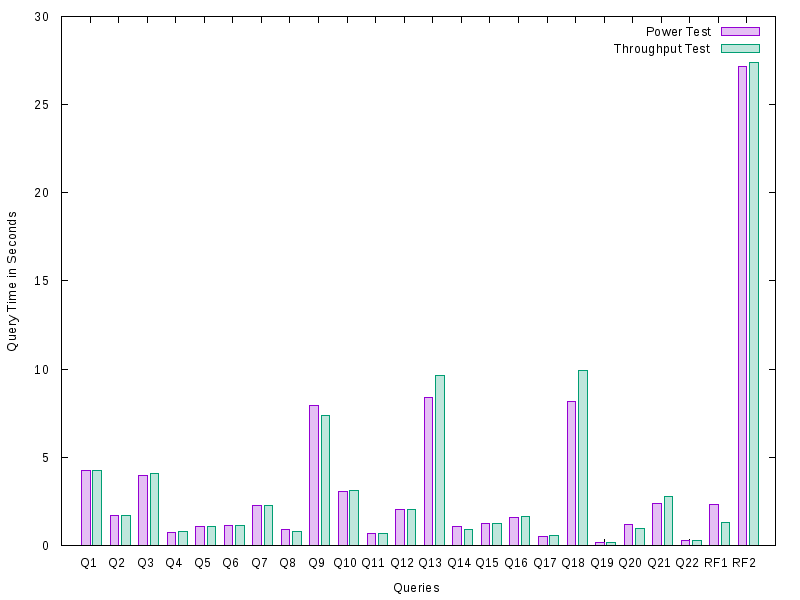 30
25
20
15
10
5
0
Query Time in Seconds
Power Test
Throughput Test
Q1 Q2 Q3 Q4 Q5 Q6 Q7 Q8 Q9 Q10 Q11 Q12 Q13 Q14 Q15 Q16 Q17 Q18 Q19 Q20 Q21 Q22 RF1 RF2
Queries